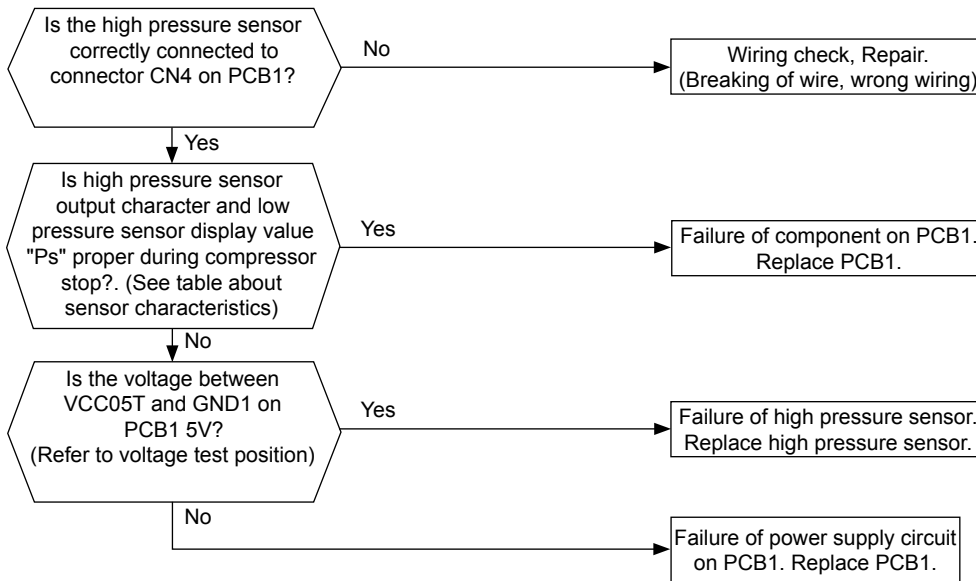 Is the high pressure sensor
correctly connected to
connector CN4 on PCB1?
No
Wiring check, Repair.
(Breaking of wire, wrong wiring)
Yes
Is high pressure sensor
output character and low
pressure sensor display value
"Ps" proper during compressor
stop?. (See table about
sensor characteristics)
Yes
Failure of component on PCB1.
Replace PCB1.
No
Is the voltage between
VCC05T and GND1 on
PCB1 5V?
(Refer to voltage test position)
Yes
Failure of high pressure sensor.
Replace high pressure sensor.
No
Failure of power supply circuit
on PCB1. Replace PCB1.